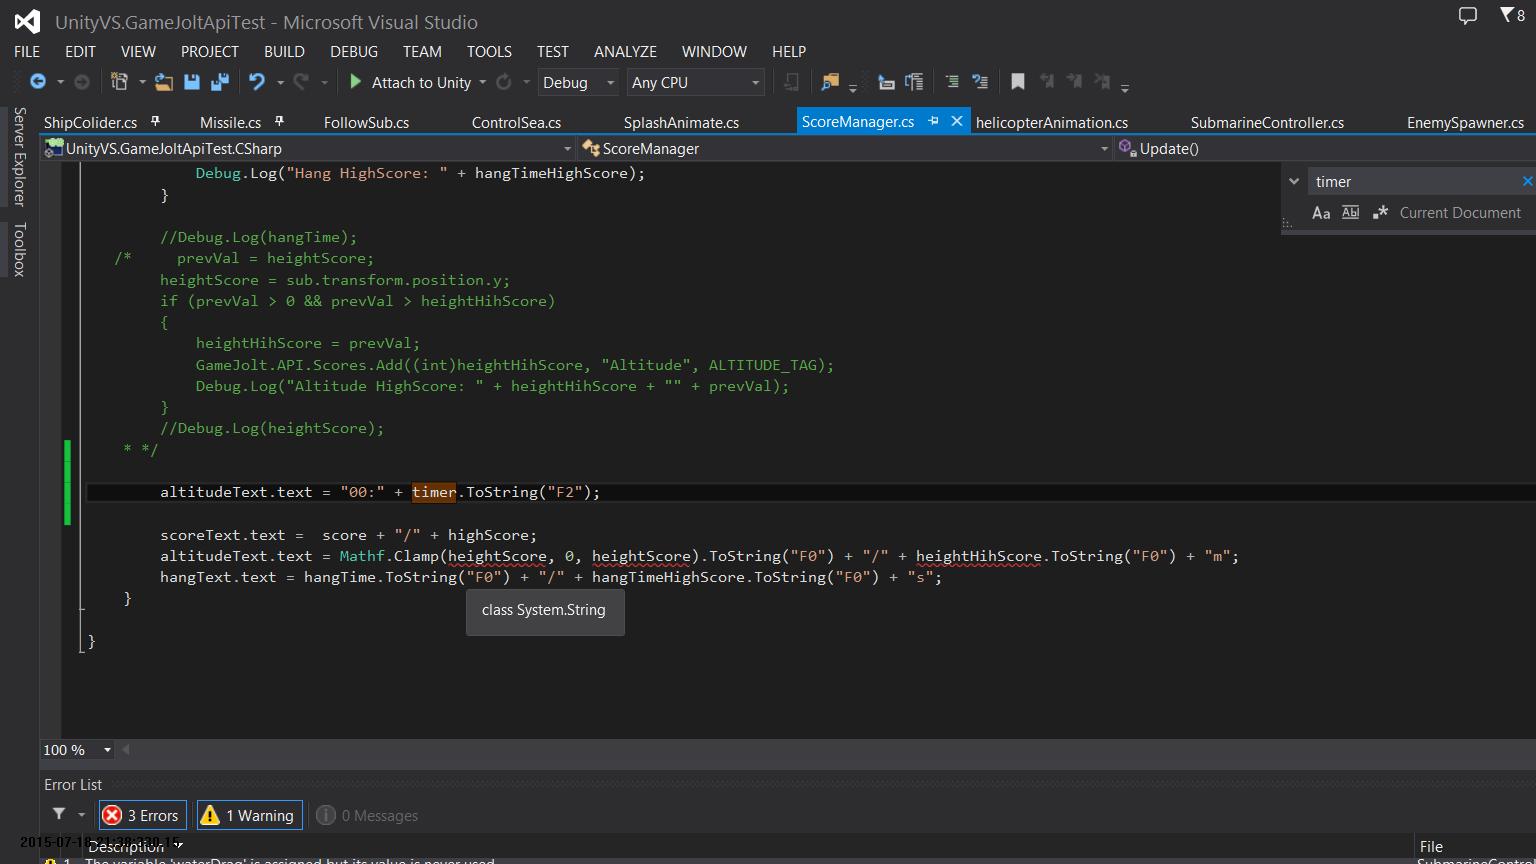 UnityVS.GameJoltApiTest - Microsoft Visual Studio
8
FILE EDIT VIEW PROJECT BUILD DEBUG TEAM TOOLS TEST ANALYZE WINDOW HELP
Attach to Unity Debug Any CPU
Server Explorer
Toolbox
ShipColider.cs Missile.cs FollowSub.cs ControlSea.cs SplashAnimate.cs ScoreManager.cs helicopterAnimation.cs SubmarineController.cs EnemySpawner.cs
UnityVS.GameJoltApiTest.CSharp ScoreManager Update()
timer
Aa Abl Current Document
Debug.Log("Hang HighScore: " + hangTimeHighScore);
}
//Debug.Log(hangTime);
/* prevVal = heightScore;
heightScore = sub.transform.position.y;
if (prevVal > 0 && prevVal > heightHihScore)
{
heightHihScore = prevVal;
GameJolt.API.Scores.Add((int)heightHihScore, "Altitude", ALTITUDE_TAG);
Debug.Log("Altitude HighScore: " + heightHihScore + "" + prevVal);
}
//Debug.Log(heightScore);
* */
altitudeText.text = "00:" + timer.ToString("F2");
scoreText.text = score + "/" + highScore;
altitudeText.text = Mathf.Clamp(heightScore, 0, heightScore).ToString("F0") + "/" + heightHihScore.ToString("F0") + "m";
hangText.text = hangTime.ToString("F0") + "/" + hangTimeHighScore.ToString("F0") + "s";
}
class System.String
}
100 %
Error List
3 Errors 1 Warning 0 Messages
Description File
1 The variable 'waterDrag' is assigned but its value is never used